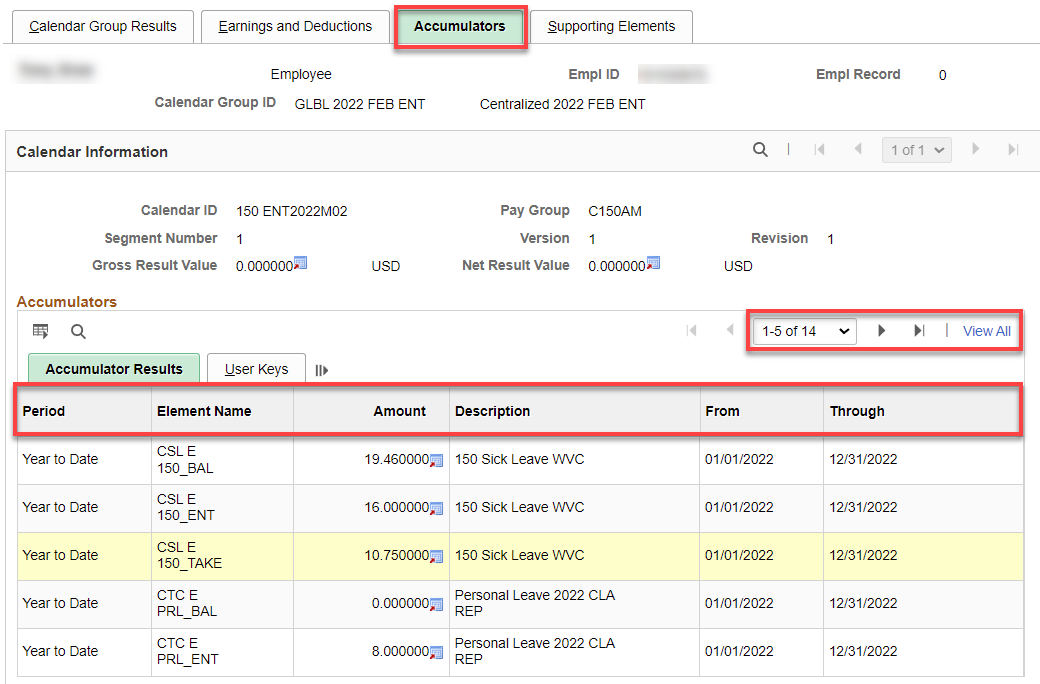 Calendar Group Results Earnings and Deductions Accumulators Supporting Elements
Employee Empl ID Empl Record 0
Calendar Group ID GLBL 2022 FEB ENT Centralized 2022 FEB ENT
Calendar Information | 1 of 1
Calendar ID 150 ENT2022M02 Pay Group C150AM
Segment Number 1 Version 1 Revision 1
Gross Result Value 0.000000 USD Net Result Value 0.000000 USD
Accumulators
1-5 of 14 | View All
Accumulator Results User Keys
Period Element Name Amount Description From Through
Year to Date CSL E 150_BAL 19.460000 150 Sick Leave WVC 01/01/2022 12/31/2022
Year to Date CSL E 150_ENT 16.000000 150 Sick Leave WVC 01/01/2022 12/31/2022
Year to Date CSL E 150_TAKE 10.750000 150 Sick Leave WVC 01/01/2022 12/31/2022
Year to Date CTC E PRL_BAL 0.000000 Personal Leave 2022 CLA REP 01/01/2022 12/31/2022
Year to Date CTC E PRL_ENT 8.000000 Personal Leave 2022 CLA REP 01/01/2022 12/31/2022